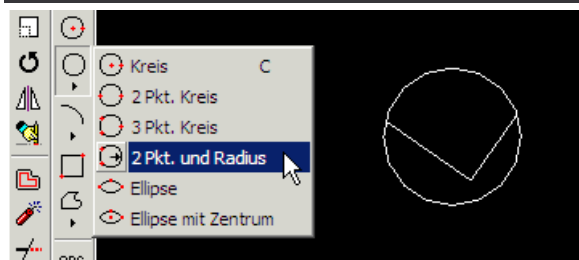 Kreis C
2 Pkt. Kreis
3 Pkt. Kreis
2 Pkt. und Radius
Ellipse
Ellipse mit Zentrum